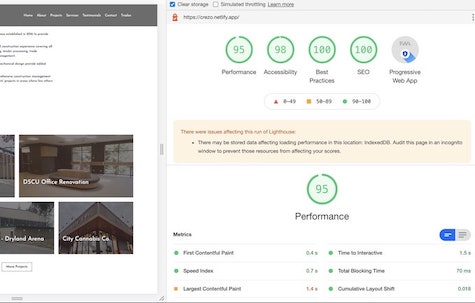 Home About Projects Services Testimonials Contact Trades
DSCU Office Renovation
- Dryland Arena
City Cannabis Co.
More Projects
Clear storage Simulated throttling Learn more
https://crezo.netlify.app/
95
98
100
100
PWA
Performance
Accessibility
Best
Practices
SEO
Progressive
Web App
0-49 50-89 90-100
There were issues affecting this run of Lighthouse:
• There may be stored data affecting loading performance in this location: IndexedDB. Audit this page in an incognito
window to prevent those resources from affecting your scores.
95
Performance
Metrics
First Contentful Paint 0.4 s
Time to Interactive 1.5 s
Speed Index 0.7 s
Total Blocking Time 70 ms
Largest Contentful Paint 1.4 s
Cumulative Layout Shift 0.018